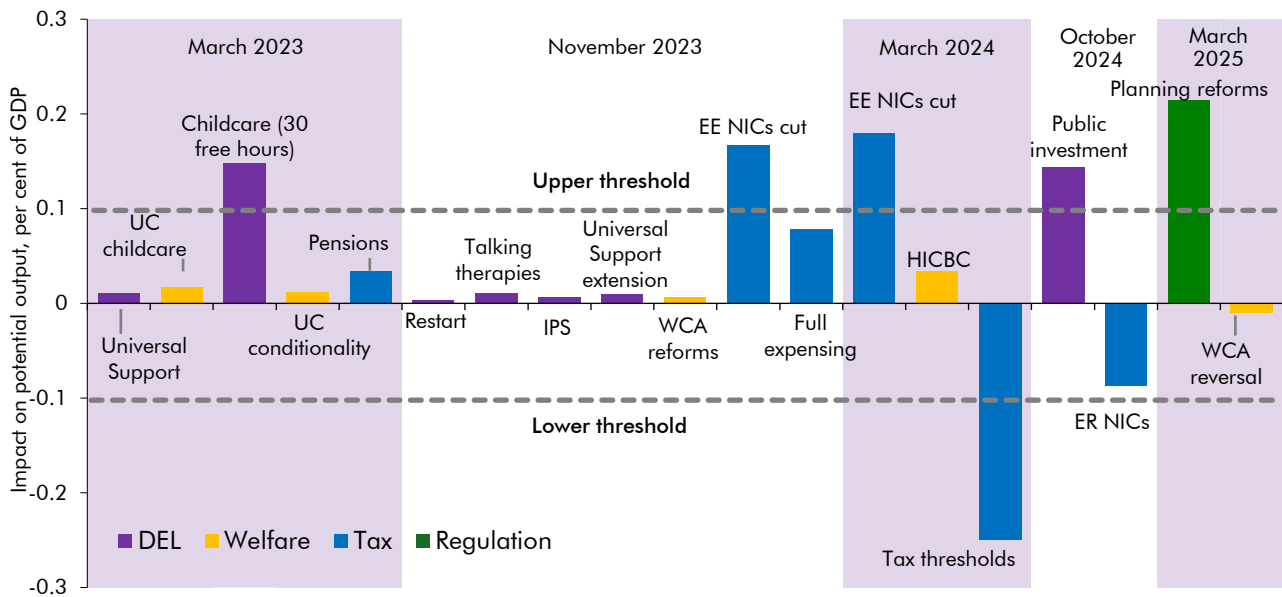 Impact on potential output, per cent of GDP
0.3
0.2
0.1
0
-0.1
-0.2
-0.3
March 2023
November 2023
March 2024
October
2024
March
2025
UC
childcare
Universal
Support
Childcare (30
free hours)
UC
conditionality
Pensions
Restart
Talking
therapies
IPS
Universal
Support
extension
WCA
reforms
EE NICs cut
Full
expensing
EE NICs cut
HICBC
Tax thresholds
Public
investment
ER NICs
Planning reforms
WCA
reversal
Upper threshold
Lower threshold
DEL
Welfare
Tax
Regulation